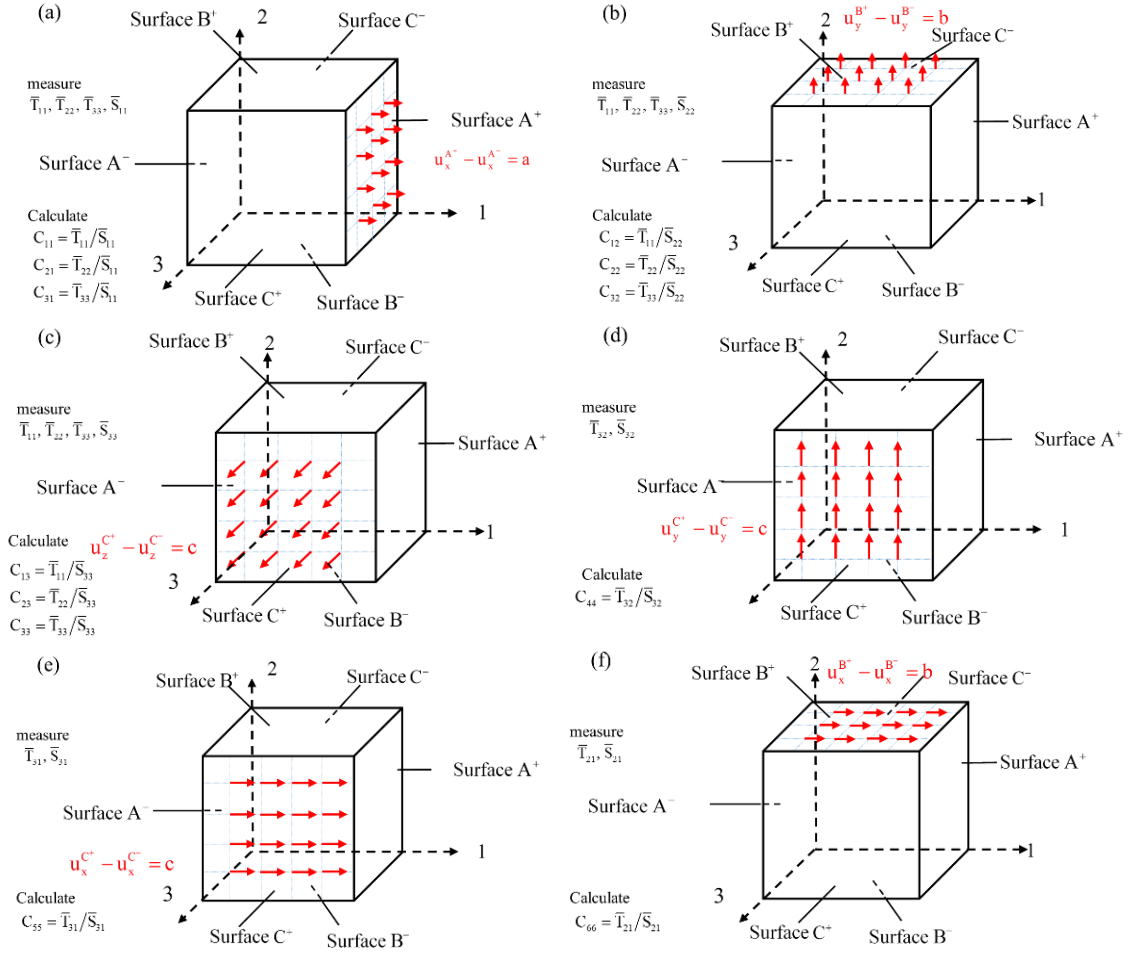 (a)
2
Surface B⁺
Surface C⁻
measure
T̄₁₁, T̄₂₂, T̄₃₃, S̄₁₁
Surface A⁺
Surface A⁻
u_x^{A⁺} − u_x^{A⁻} = a
1
Calculate
C₁₁ = T̄₁₁/S̄₁₁
C₂₁ = T̄₂₂/S̄₁₁
C₃₁ = T̄₃₃/S̄₁₁
3
Surface C⁺
Surface B⁻
(b)
2
u_y^{B⁺} − u_y^{B⁻} = b
Surface B⁺
Surface C⁻
measure
T̄₁₁, T̄₂₂, T̄₃₃, S̄₂₂
Surface A⁺
Surface A⁻
1
Calculate
C₁₂ = T̄₁₁/S̄₂₂
C₂₂ = T̄₂₂/S̄₂₂
C₃₂ = T̄₃₃/S̄₂₂
3
Surface C⁺
Surface B⁻
(c)
2
Surface B⁺
Surface C⁻
measure
T̄₁₁, T̄₂₂, T̄₃₃, S̄₃₃
Surface A⁺
Surface A⁻
1
u_z^{C⁺} − u_z^{C⁻} = c
Calculate
C₁₃ = T̄₁₁/S̄₃₃
C₂₃ = T̄₂₂/S̄₃₃
C₃₃ = T̄₃₃/S̄₃₃
3
Surface C⁺
Surface B⁻
(d)
2
Surface B⁺
Surface C⁻
measure
T̄₃₂, S̄₃₂
Surface A⁺
Surface A⁻
u_y^{C⁺} − u_y^{C⁻} = c
1
Calculate
C₄₄ = T̄₃₂/S̄₃₂
3
Surface C⁺
Surface B⁻
(e)
2
Surface B⁺
Surface C⁻
measure
T̄₃₁, S̄₃₁
Surface A⁺
Surface A⁻
u_x^{C⁺} − u_x^{C⁻} = c
1
3
Calculate
C₅₅ = T̄₃₁/S̄₃₁
Surface C⁺
Surface B⁻
(f)
2
u_x^{B⁺} − u_x^{B⁻} = b
Surface B⁺
Surface C⁻
measure
T̄₂₁, S̄₂₁
Surface A⁺
Surface A⁻
1
3
Calculate
C₆₆ = T̄₂₁/S̄₂₁
Surface C⁺
Surface B⁻